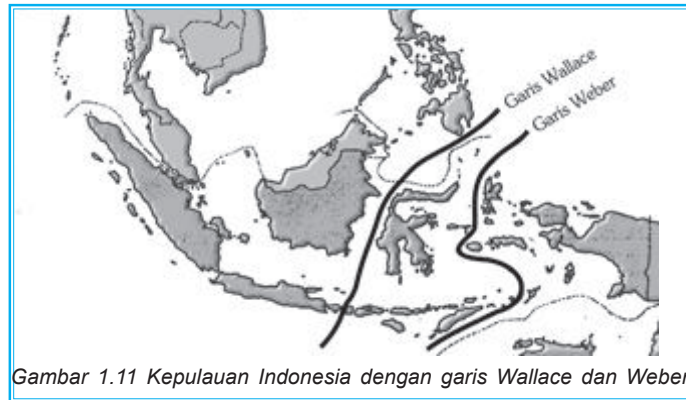 Garis Wallace
Garis Weber
Gambar 1.11 Kepulauan Indonesia dengan garis Wallace dan Weber